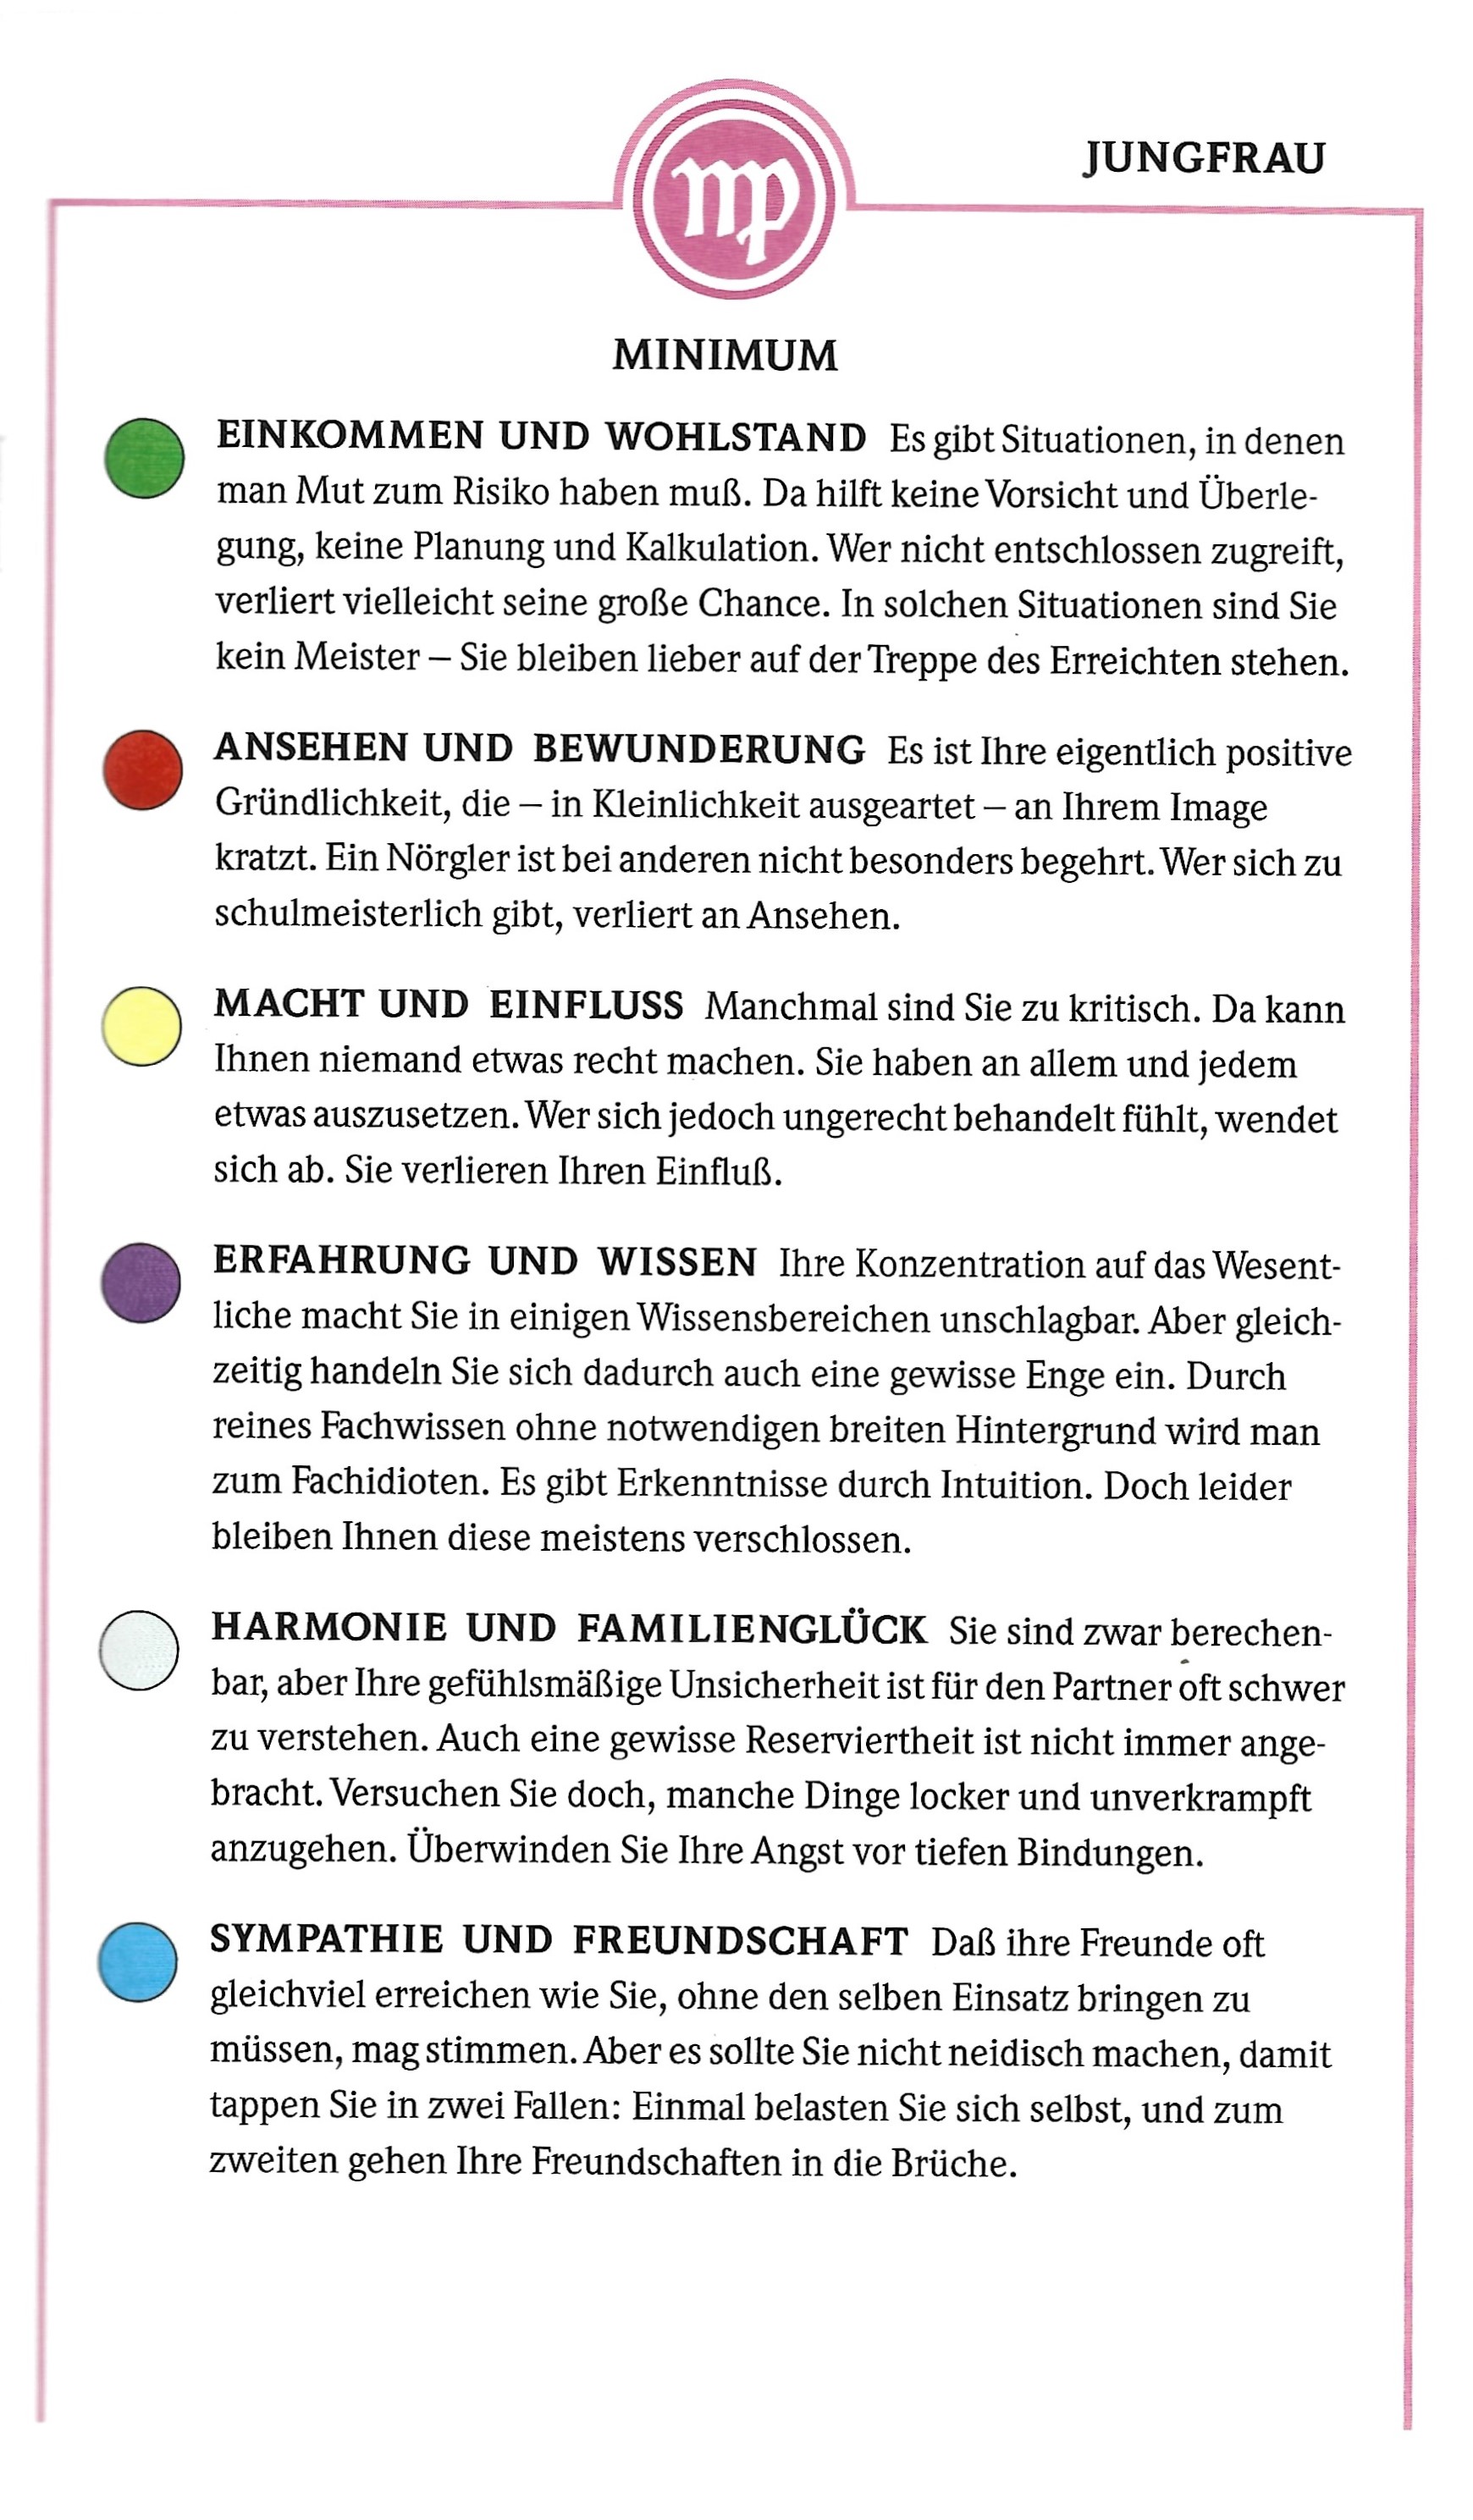 JUNGFRAU
MINIMUM
EINKOMMEN UND WOHLSTAND Es gibt Situationen, in denen
man Mut zum Risiko haben muß. Da hilft keine Vorsicht und Überle-
gung, keine Planung und Kalkulation. Wer nicht entschlossen zugreift,
verliert vielleicht seine große Chance. In solchen Situationen sind Sie
kein Meister – Sie bleiben lieber auf der Treppe des Erreichten stehen.
ANSEHEN UND BEWUNDERUNG Es ist Ihre eigentlich positive
Gründlichkeit, die – in Kleinlichkeit ausgeartet – an Ihrem Image
kratzt. Ein Nörgler ist bei anderen nicht besonders begehrt. Wer sich zu
schulmeisterlich gibt, verliert an Ansehen.
MACHT UND EINFLUSS Manchmal sind Sie zu kritisch. Da kann
Ihnen niemand etwas recht machen. Sie haben an allem und jedem
etwas auszusetzen. Wer sich jedoch ungerecht behandelt fühlt, wendet
sich ab. Sie verlieren Ihren Einfluß.
ERFAHRUNG UND WISSEN Ihre Konzentration auf das Wesent-
liche macht Sie in einigen Wissensbereichen unschlagbar. Aber gleich-
zeitig handeln Sie sich dadurch auch eine gewisse Enge ein. Durch
reines Fachwissen ohne notwendigen breiten Hintergrund wird man
zum Fachidioten. Es gibt Erkenntnisse durch Intuition. Doch leider
bleiben Ihnen diese meistens verschlossen.
HARMONIE UND FAMILIENGLÜCK Sie sind zwar berechen-
bar, aber Ihre gefühlsmäßige Unsicherheit ist für den Partner oft schwer
zu verstehen. Auch eine gewisse Reserviertheit ist nicht immer ange-
bracht. Versuchen Sie doch, manche Dinge locker und unverkrampft
anzugehen. Überwinden Sie Ihre Angst vor tiefen Bindungen.
SYMPATHIE UND FREUNDSCHAFT Daß ihre Freunde oft
gleichviel erreichen wie Sie, ohne den selben Einsatz bringen zu
müssen, mag stimmen. Aber es sollte Sie nicht neidisch machen, damit
tappen Sie in zwei Fallen: Einmal belasten Sie sich selbst, und zum
zweiten gehen Ihre Freundschaften in die Brüche.